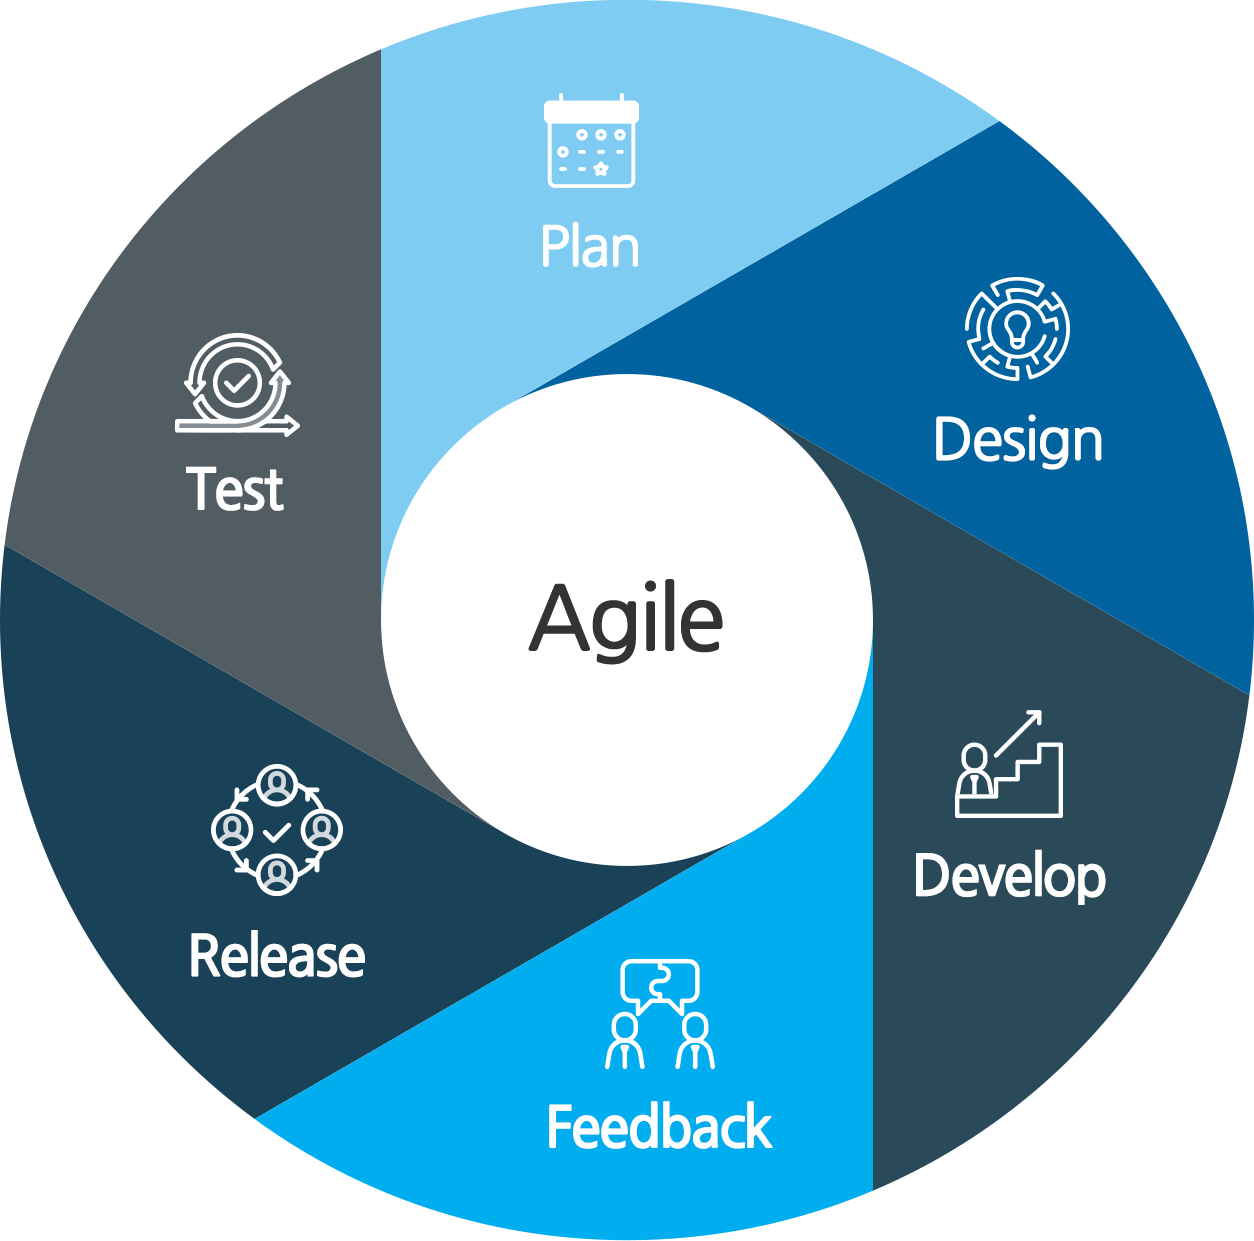 Plan
Design
Develop
Feedback
Release
Test
Agile